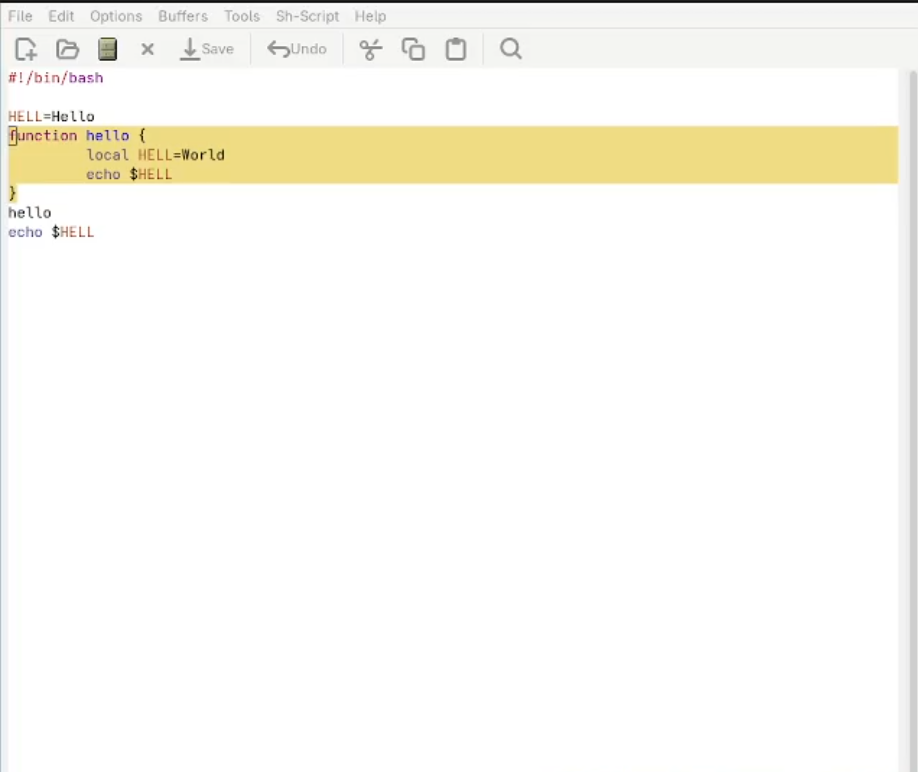 File Edit Options Buffers Tools Sh-Script Help
Save Undo
#!/bin/bash
HELL=Hello
function hello {
        local HELL=World
        echo $HELL
}
hello
echo $HELL